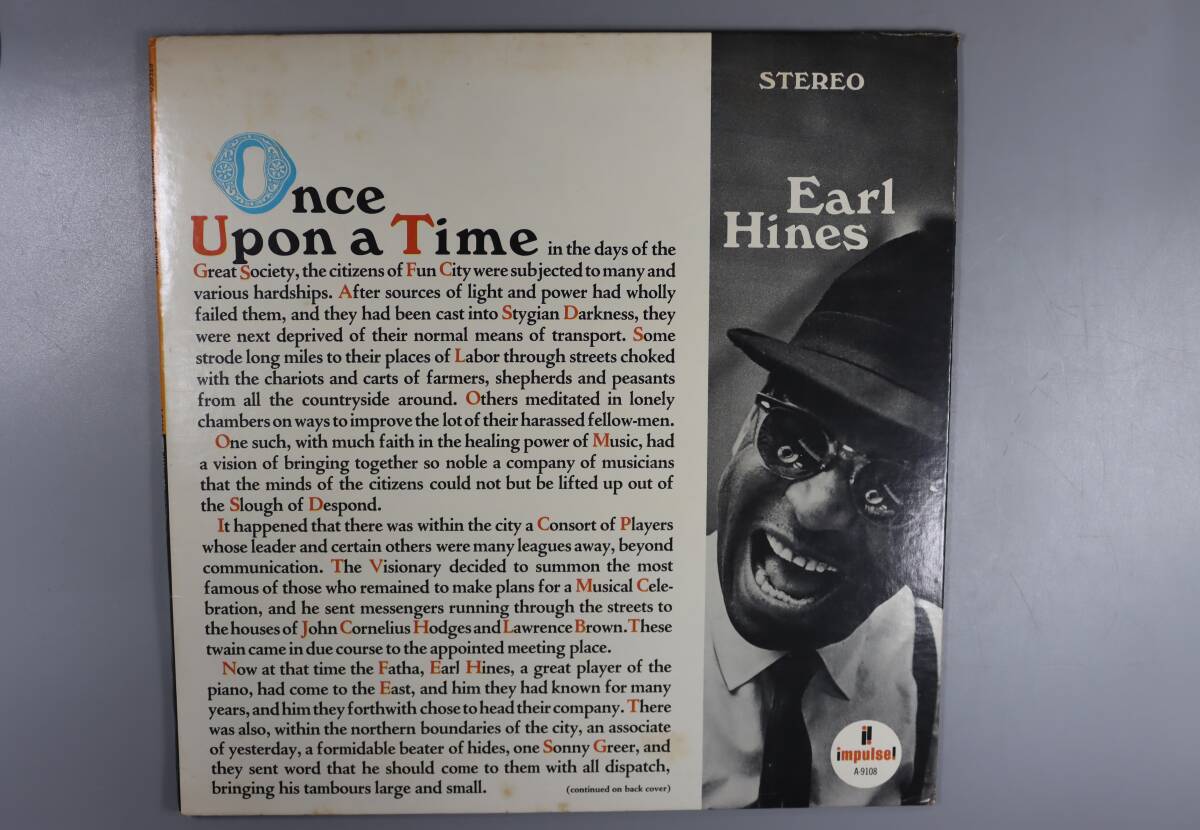 Once
Upon a Time in the days of the
Great Society, the citizens of Fun City were subjected to many and
various hardships. After sources of light and power had wholly
failed them, and they had been cast into Stygian Darkness, they
were next deprived of their normal means of transport. Some
strode long miles to their places of Labor through streets choked
with the chariots and carts of farmers, shepherds and peasants
from all the countryside around. Others meditated in lonely
chambers on ways to improve the lot of their harassed fellow-men.
One such, with much faith in the healing power of Music, had
a vision of bringing together so noble a company of musicians
that the minds of the citizens could not but be lifted up out of
the Slough of Despond.
It happened that there was within the city a Consort of Players
whose leader and certain others were many leagues away, beyond
communication. The Visionary decided to summon the most
famous of those who remained to make plans for a Musical Cele-
bration, and he sent messengers running through the streets to
the houses of John Cornelius Hodges and Lawrence Brown. These
twain came in due course to the appointed meeting place.
Now at that time the Fatha, Earl Hines, a great player of the
piano, had come to the East, and him they had known for many
years, and him they forthwith chose to head their company. There
was also, within the northern boundaries of the city, an associate
of yesterday, a formidable beater of hides, one Sonny Greer, and
they sent word that he should come to them with all dispatch,
bringing his tambours large and small. (continued on back cover)
STEREO
Earl
Hines
impulse!
A-9108